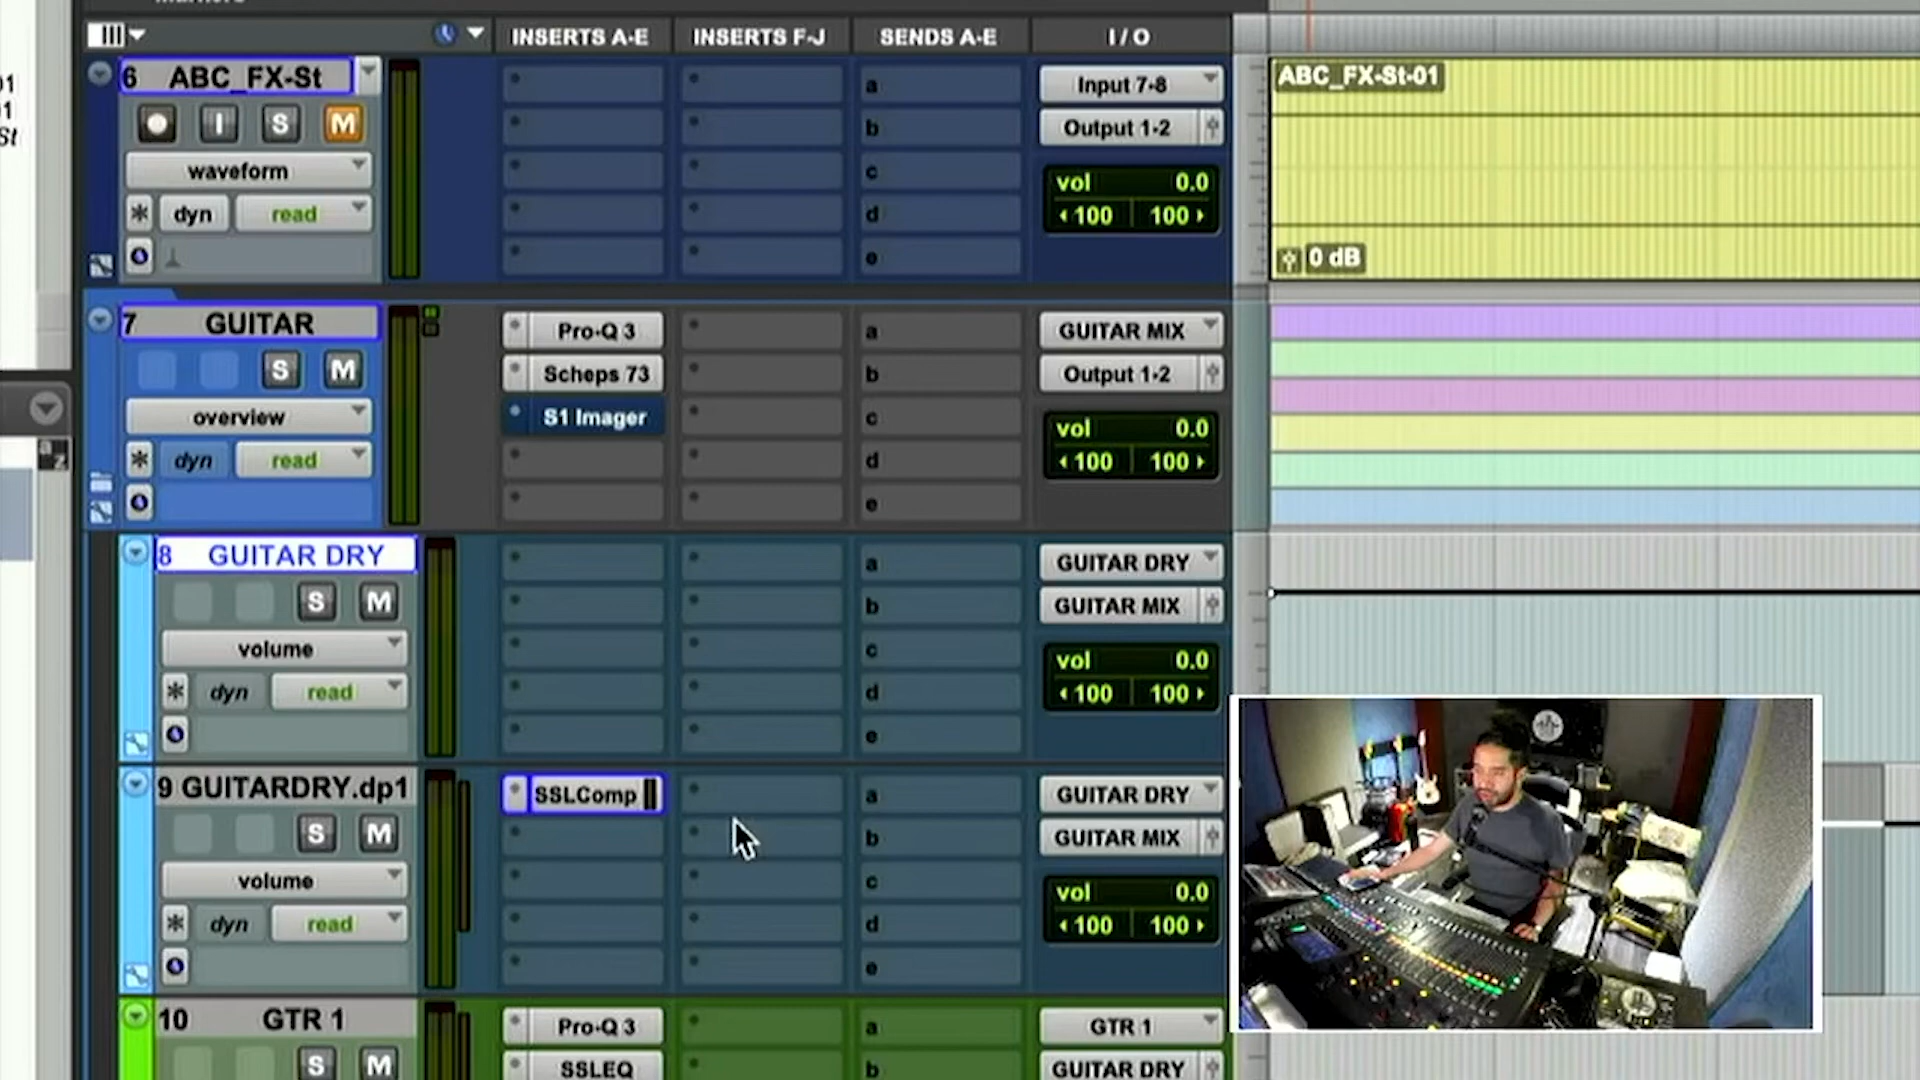 INSERTS A-E INSERTS F-J SENDS A-E I/O
01
01
St
6 ABC_FX-St
I S M
waveform
dyn read
a
b
c
d
e
Input 7-8
Output 1-2
vol 0.0
100 100
ABC_FX-St-01
0 dB
7 GUITAR
S M
overview
dyn read
Pro-Q 3
Scheps 73
S1 Imager
a
b
c
d
e
GUITAR MIX
Output 1-2
vol 0.0
100 100
a
z
8 GUITAR DRY
S M
volume
dyn read
a
b
c
d
e
GUITAR DRY
GUITAR MIX
vol 0.0
100 100
9 GUITARDRY.dp1
S M
volume
dyn read
SSLComp
a
b
c
d
e
GUITAR DRY
GUITAR MIX
vol 0.0
100 100
10 GTR 1
S M
Pro-Q 3
SSLEQ
a
b
GTR 1
GUITAR DRY